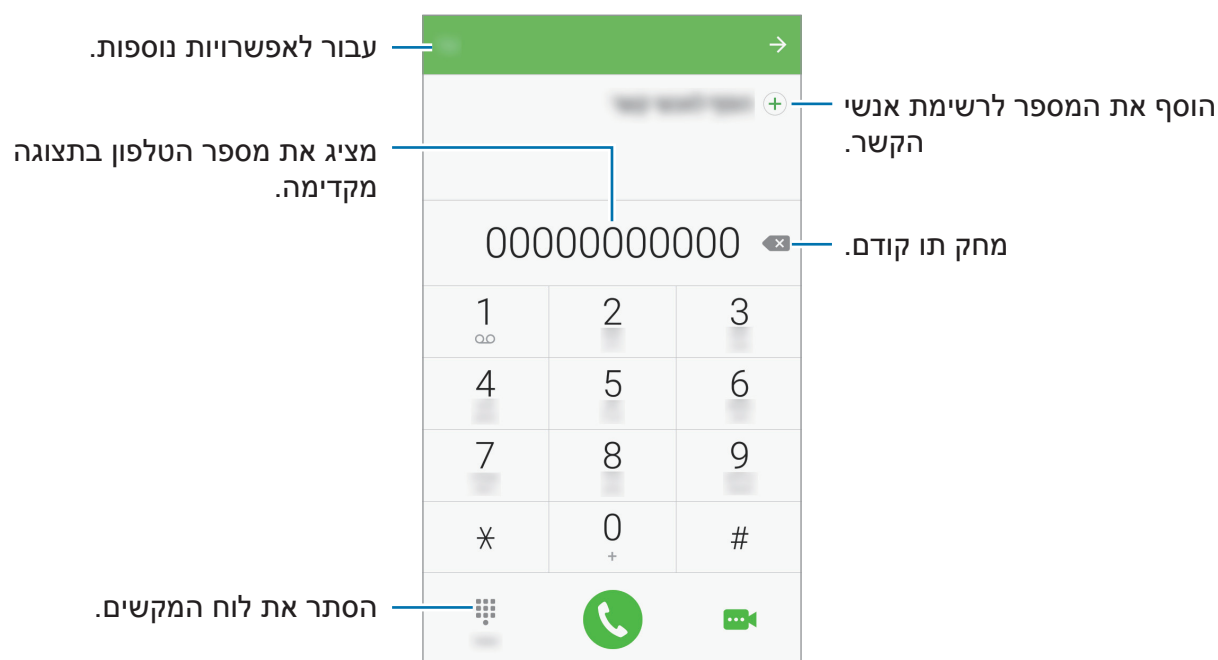 עבור לאפשרויות נוספות.
הוסף את המספר לרשימת אנשי
הקשר.
מציג את מספר הטלפון בתצוגה
מקדימה.
00000000000
מחק תו קודם.
1 2 3
4 5 6
7 8 9
* 0 #
+
הסתר את לוח המקשים.